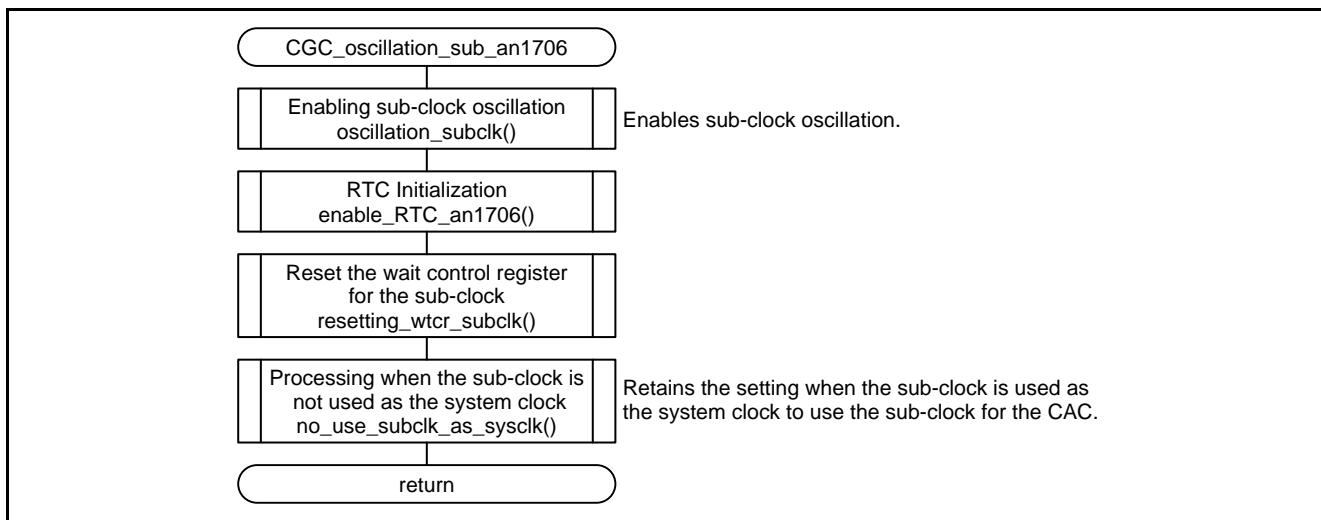 CGC_oscillation_sub_an1706
Enabling sub-clock oscillation
oscillation_subclk()
Enables sub-clock oscillation.
RTC Initialization
enable_RTC_an1706()
Reset the wait control register
for the sub-clock
resetting_wtcr_subclk()
Processing when the sub-clock is
not used as the system clock
no_use_subclk_as_sysclk()
Retains the setting when the sub-clock is used as
the system clock to use the sub-clock for the CAC.
return